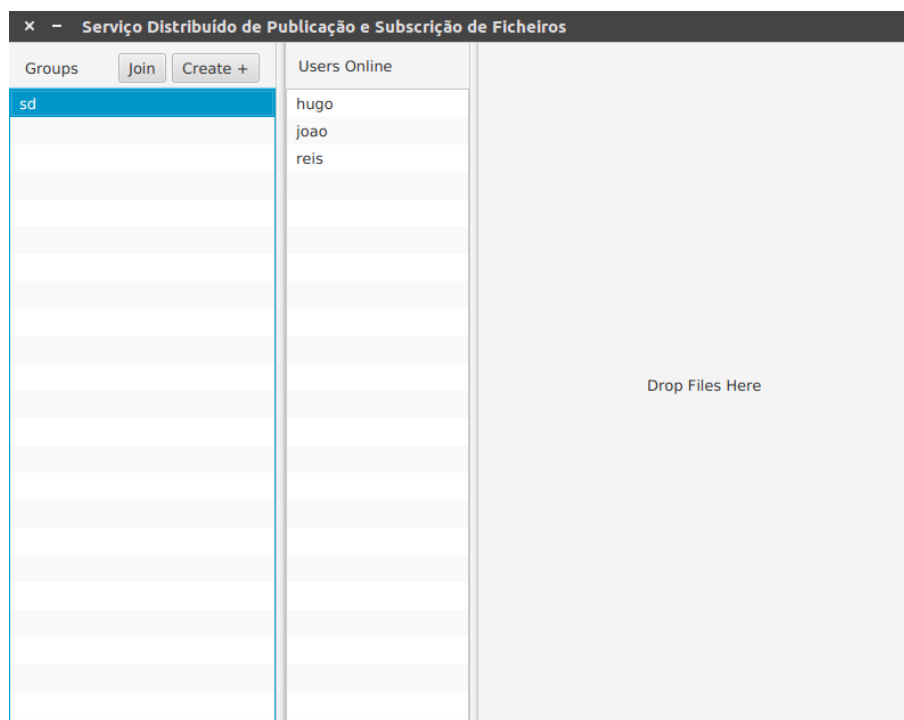 × – Serviço Distribuído de Publicação e Subscrição de Ficheiros
Groups
Join
Create +
sd
Users Online
hugo
joao
reis
Drop Files Here